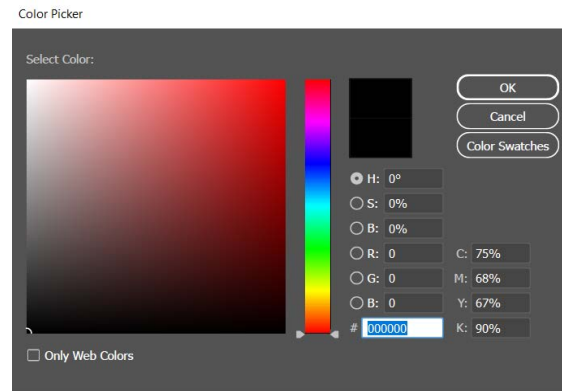 Color Picker
Select Color:
OK
Cancel
Color Swatches
H: 0°
S: 0%
B: 0%
R: 0 C: 75%
G: 0 M: 68%
B: 0 Y: 67%
# 000000 K: 90%
Only Web Colors